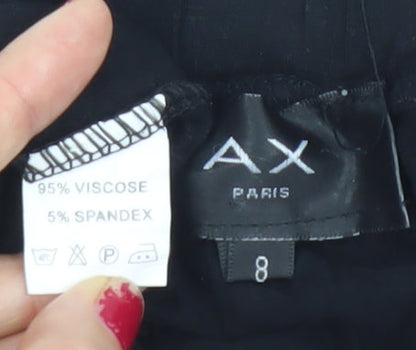 95% VISCOSE
5% SPANDEX
P
AX
PARIS
8